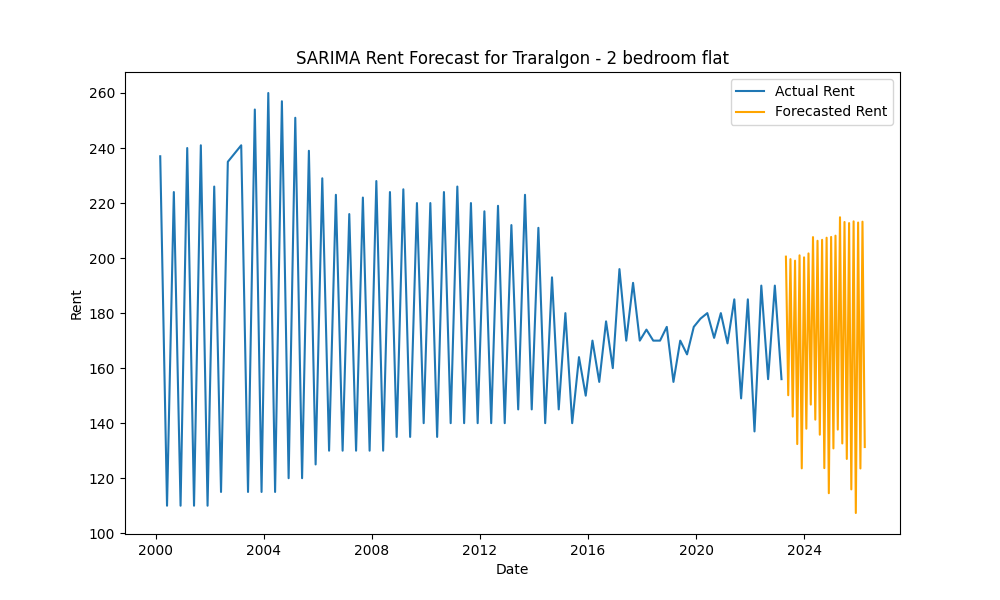 SARIMA Rent Forecast for Traralgon - 2 bedroom flat
Actual Rent
Forecasted Rent
Rent
260
240
220
200
180
160
140
120
100
2000 2004 2008 2012 2016 2020 2024
Date